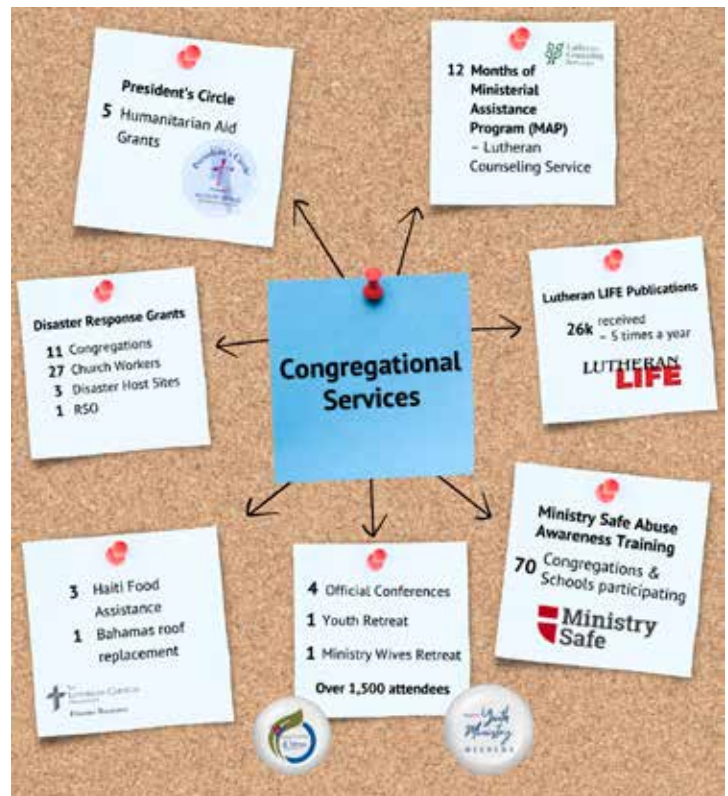 President's Circle
5 Humanitarian Aid
Grants
President's Circle
12 Months of
Ministerial
Assistance
Program (MAP)
– Lutheran
Counseling Service
Lutheran
Counseling
Services
Disaster Response Grants
11 Congregations
27 Church Workers
3 Disaster Host Sites
1 RSO
Congregational
Services
Lutheran LIFE Publications
26k received
– 5 times a year
LUTHERAN
LIFE
3 Haiti Food
Assistance
1 Bahamas roof
replacement
4 Official Conferences
1 Youth Retreat
1 Ministry Wives Retreat
Over 1,500 attendees
Youth
Ministry
Ministry Safe Abuse
Awareness Training
70 Congregations &
Schools participating
Ministry
Safe